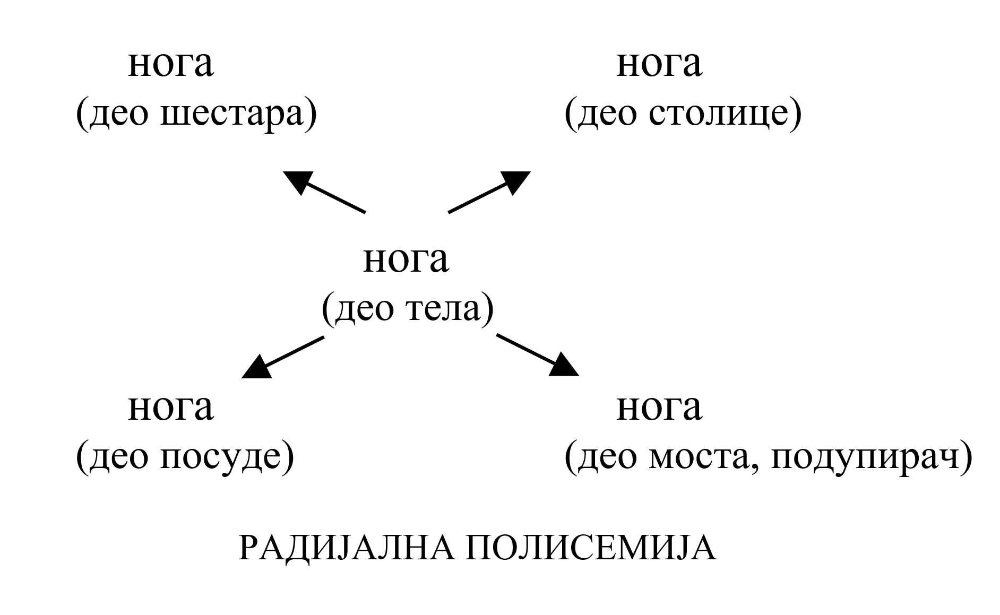 нога
(део шестара)
нога
(део столице)
нога
(део тела)
нога
(део посуде)
нога
(део моста, подупирач)
РАДИЈАЛНА ПОЛИСЕМИЈА